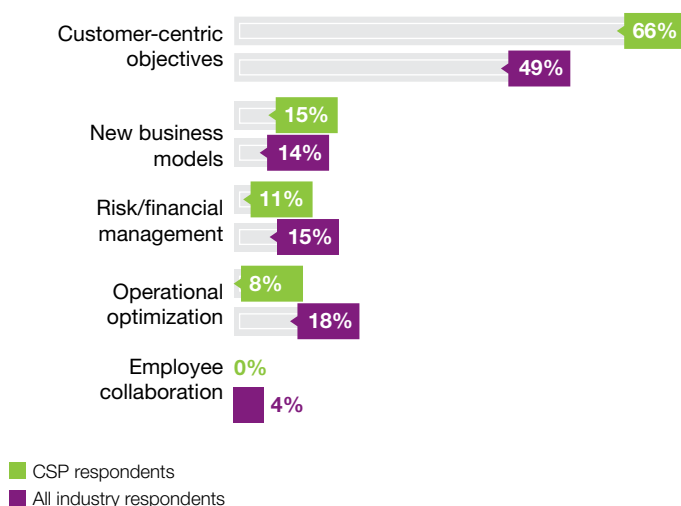 Customer-centric
objectives
66%
49%
New business
models
15%
14%
Risk/financial
management
11%
15%
Operational
optimization
8%
18%
Employee
collaboration
0%
4%
CSP respondents
All industry respondents